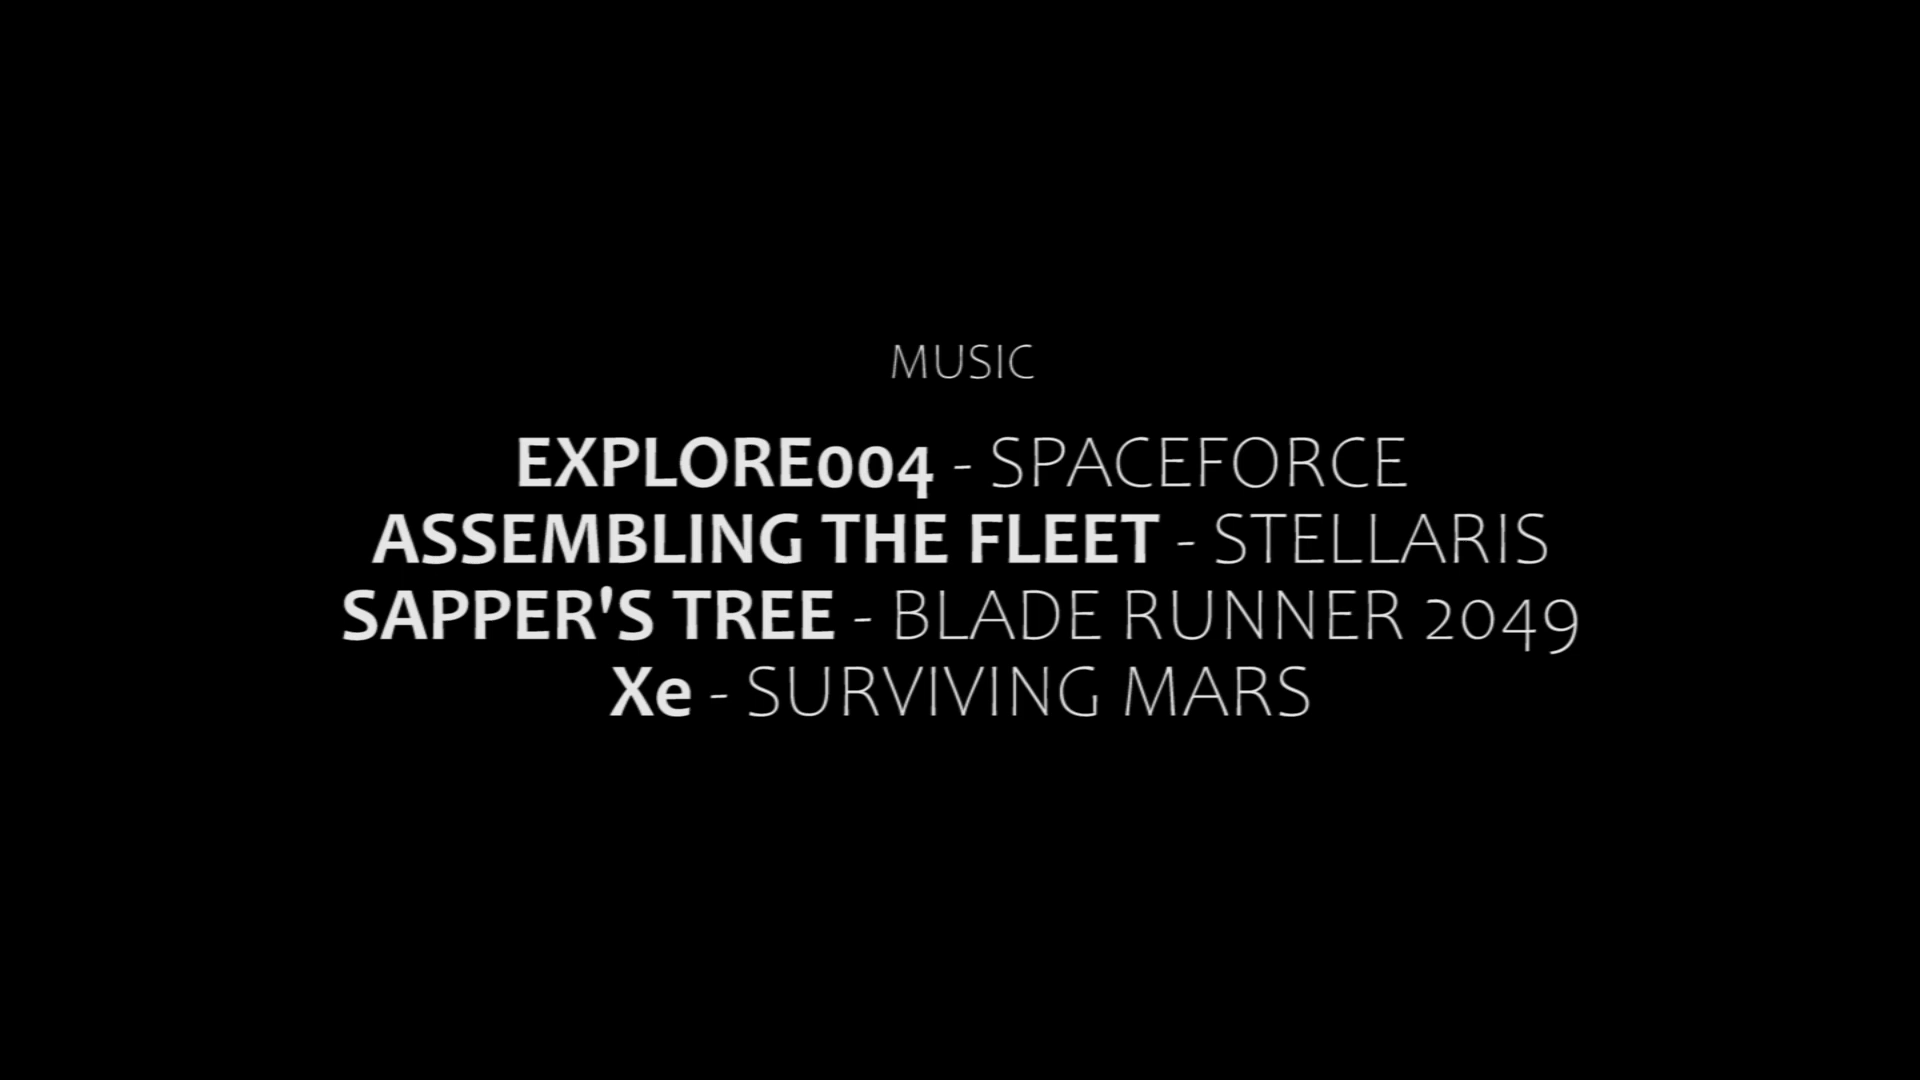 MUSIC
EXPLORE004 - SPACEFORCE
ASSEMBLING THE FLEET - STELLARIS
SAPPER'S TREE - BLADE RUNNER 2049
Xe - SURVIVING MARS